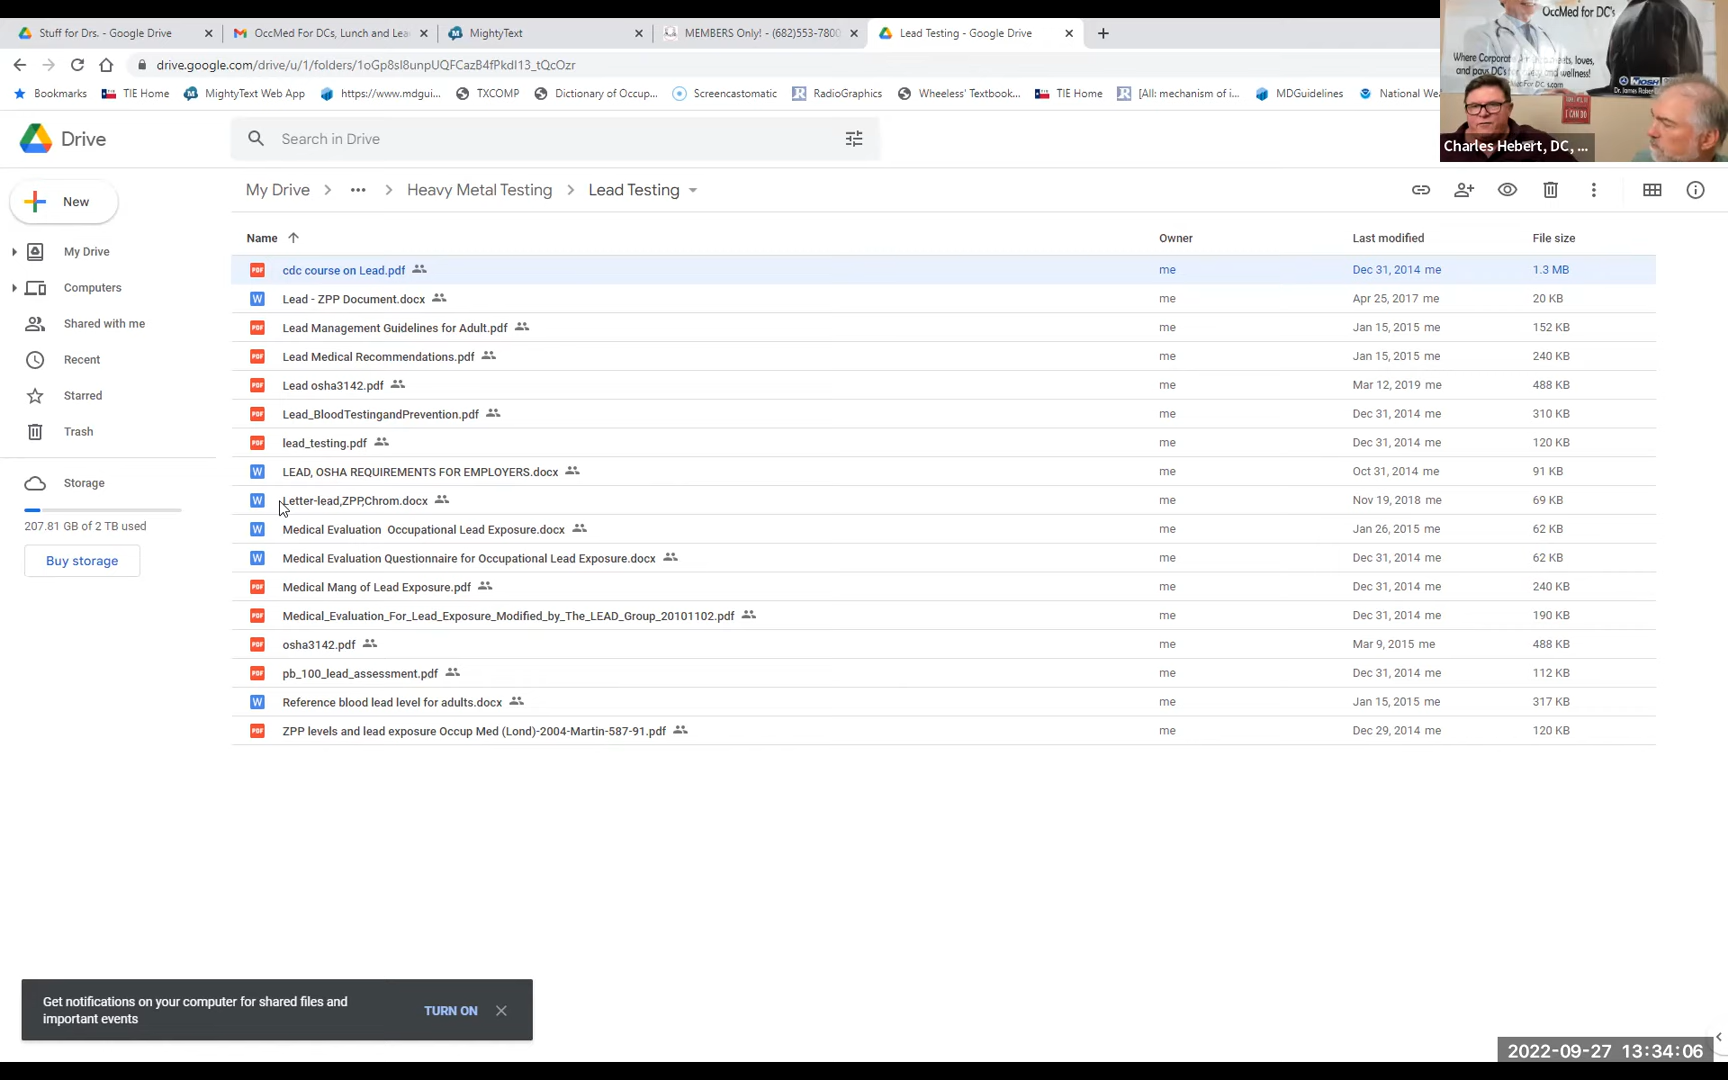 Stuff for Drs. - Google Drive
OccMed For DCs, Lunch and Lea
MightyText
MEMBERS Only! - (682)553-7800
Lead Testing - Google Drive
drive.google.com/drive/u/1/folders/1oGp8sI8unpUQFCazB4fPkdI13_tQcOzr
Bookmarks
TIE Home
MightyText Web App
https://www.mdgui...
TXCOMP
Dictionary of Occup...
Screencastomatic
RadioGraphics
Wheeless' Textbook...
TIE Home
[All: mechanism of i...
MDGuidelines
National We
OccMed for DC's
Where Corporate
and pays DC's
wellness!
I CAN DO
Charles Hebert, DC, ...
Drive
Search in Drive
New
My Drive
Computers
Shared with me
Recent
Starred
Trash
Storage
207.81 GB of 2 TB used
Buy storage
My Drive > ... > Heavy Metal Testing > Lead Testing
Name Owner Last modified File size
cdc course on Lead.pdf me Dec 31, 2014 me 1.3 MB
Lead - ZPP Document.docx me Apr 25, 2017 me 20 KB
Lead Management Guidelines for Adult.pdf me Jan 15, 2015 me 152 KB
Lead Medical Recommendations.pdf me Jan 15, 2015 me 240 KB
Lead osha3142.pdf me Mar 12, 2019 me 488 KB
Lead_BloodTestingandPrevention.pdf me Dec 31, 2014 me 310 KB
lead_testing.pdf me Dec 31, 2014 me 120 KB
LEAD, OSHA REQUIREMENTS FOR EMPLOYERS.docx me Oct 31, 2014 me 91 KB
Letter-lead,ZPP,Chrom.docx me Nov 19, 2018 me 69 KB
Medical Evaluation  Occupational Lead Exposure.docx me Jan 26, 2015 me 62 KB
Medical Evaluation Questionnaire for Occupational Lead Exposure.docx me Dec 31, 2014 me 62 KB
Medical Mang of Lead Exposure.pdf me Dec 31, 2014 me 240 KB
Medical_Evaluation_For_Lead_Exposure_Modified_by_The_LEAD_Group_20101102.pdf me Dec 31, 2014 me 190 KB
osha3142.pdf me Mar 9, 2015 me 488 KB
pb_100_lead_assessment.pdf me Dec 31, 2014 me 112 KB
Reference blood lead level for adults.docx me Jan 15, 2015 me 317 KB
ZPP levels and lead exposure Occup Med (Lond)-2004-Martin-587-91.pdf me Dec 29, 2014 me 120 KB
Get notifications on your computer for shared files and
important events
TURN ON
2022-09-27 13:34:06